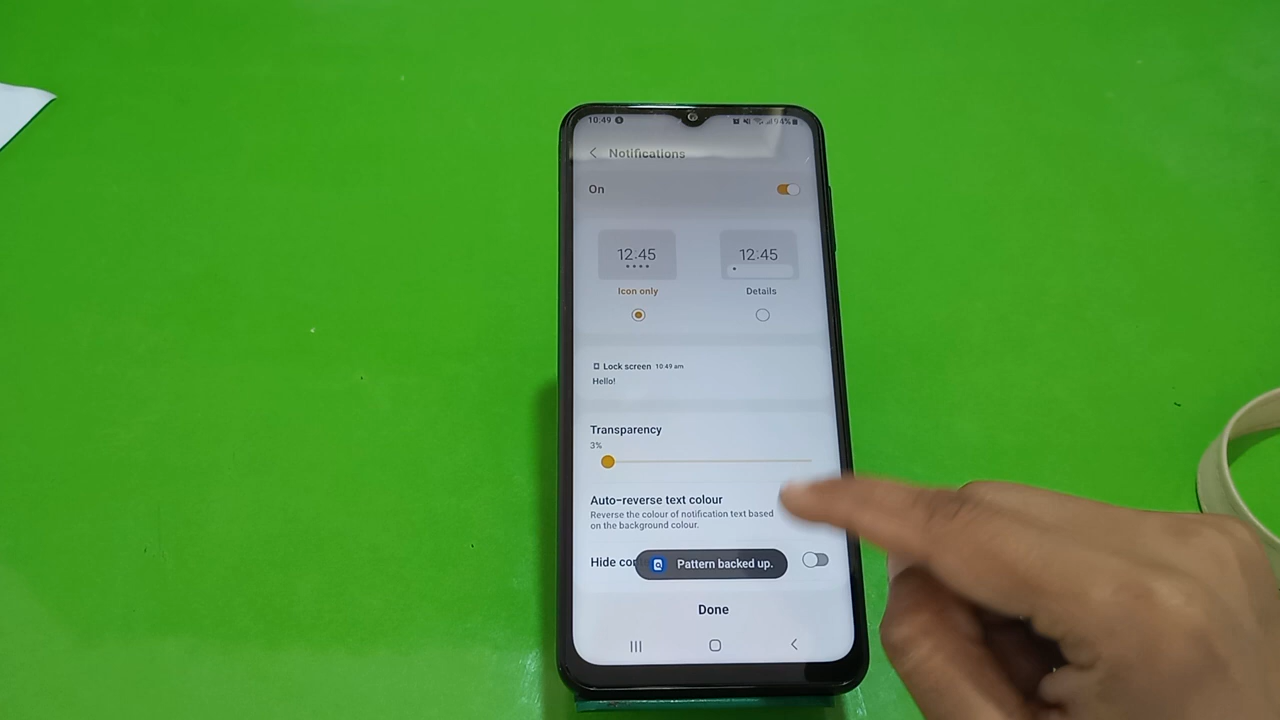 10:49
94%
Notifications
On
12:45
12:45
Icon only
Details
Lock screen 10:49 am
Hello!
Transparency
3%
Auto-reverse text colour
Reverse the colour of notification text based
on the background colour.
Hide
Pattern backed up.
Done